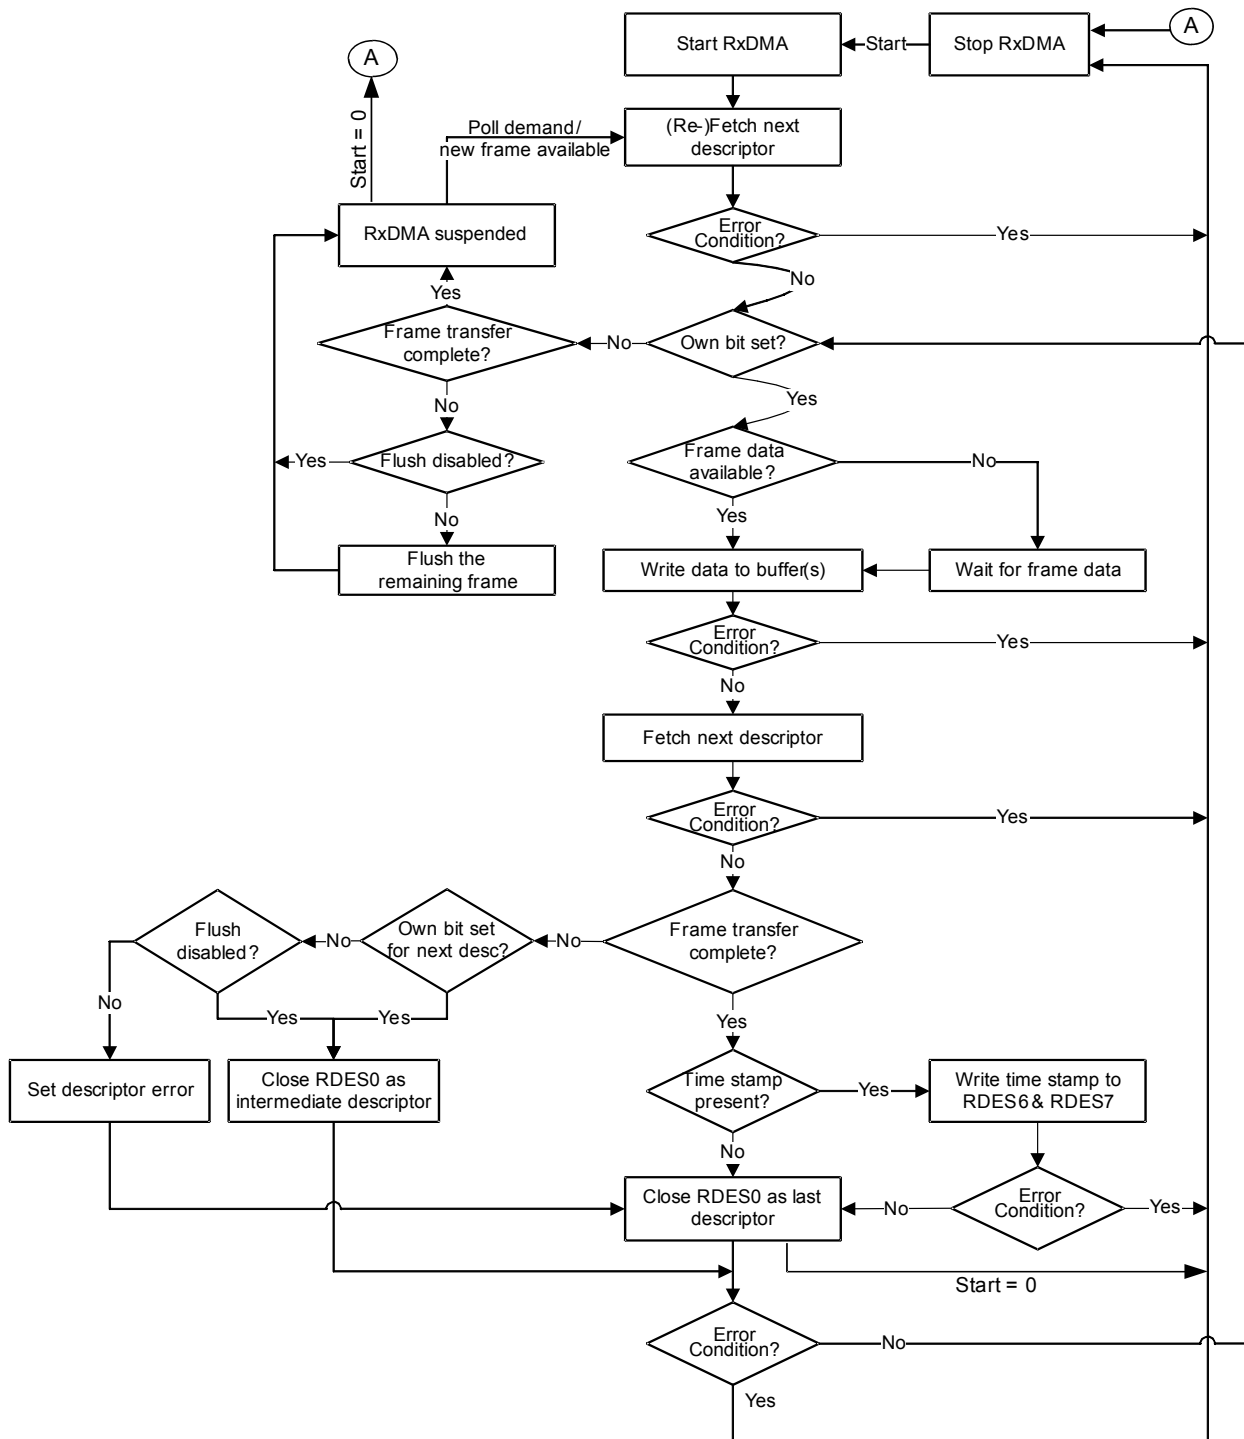 Start RxDMA
Start
Stop RxDMA
A
A
Start = 0
Poll demand/
new frame available
(Re-)Fetch next
descriptor
RxDMA suspended
Error
Condition?
Yes
No
Yes
Frame transfer
complete?
No
Own bit set?
No
Yes
Flush disabled?
Yes
Frame data
available?
No
No
Yes
Flush the
remaining frame
Write data to buffer(s)
Wait for frame data
Error
Condition?
Yes
No
Fetch next descriptor
Error
Condition?
Yes
No
Flush
disabled?
No
Own bit set
for next desc?
No
Frame transfer
complete?
No
Yes
Yes
Yes
Set descriptor error
Close RDES0 as
intermediate descriptor
Time stamp
present?
Yes
Write time stamp to
RDES6 & RDES7
No
Close RDES0 as last
descriptor
No
Error
Condition?
Yes
Start = 0
Error
Condition?
No
Yes